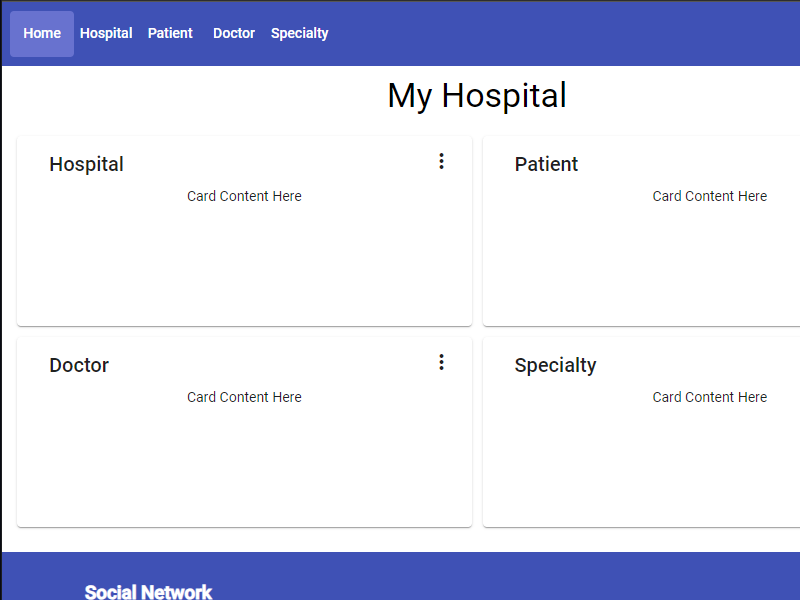 Home Hospital Patient Doctor Specialty
My Hospital
Hospital
Card Content Here
Patient
Card Content Here
Doctor
Card Content Here
Specialty
Card Content Here
Social Network